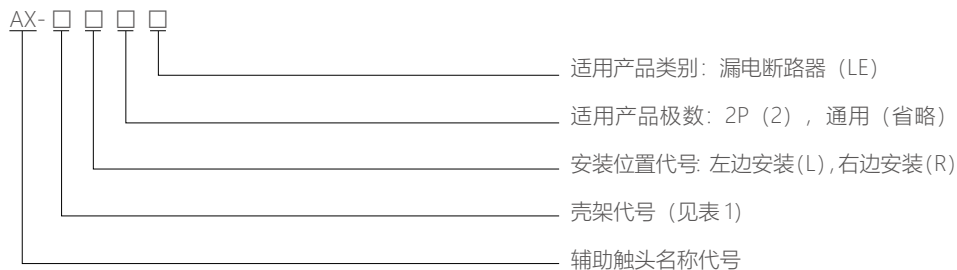 AX-□ □ □ □
适用产品类别：漏电断路器（LE）
适用产品极数：2P（2），通用（省略）
安装位置代号: 左边安装(L),右边安装(R)
壳架代号（见表1)
辅助触头名称代号